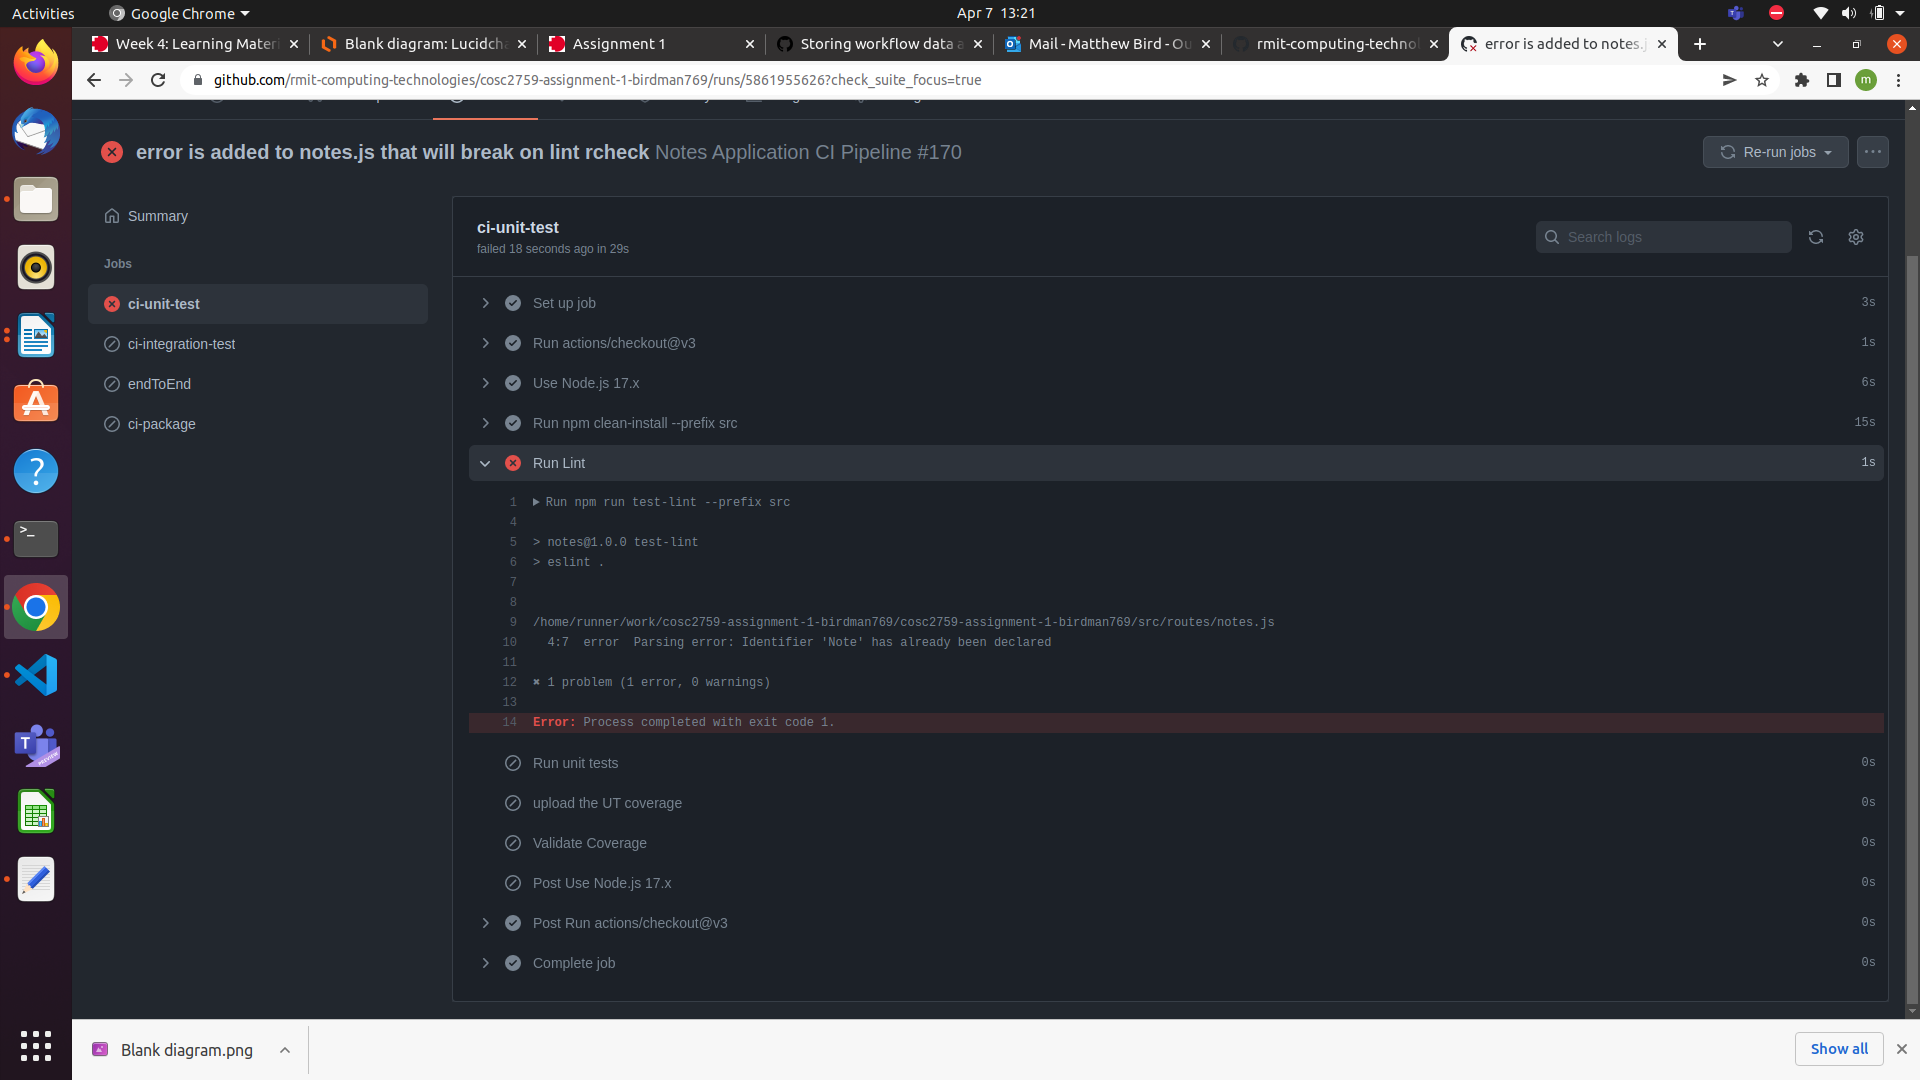 Activities
Google Chrome
Apr 7 13:21
Week 4: Learning Mater
Blank diagram: Lucidcha
Assignment 1
Storing workflow data a
Mail - Matthew Bird - Ou
rmit-computing-technol
error is added to notes.j
github.com/rmit-computing-technologies/cosc2759-assignment-1-birdman769/runs/5861955626?check_suite_focus=true
m
error is added to notes.js that will break on lint rcheck Notes Application CI Pipeline #170
Re-run jobs
Summary
Jobs
ci-unit-test
ci-integration-test
endToEnd
ci-package
ci-unit-test
failed 18 seconds ago in 29s
Search logs
Set up job 3s
Run actions/checkout@v3 1s
Use Node.js 17.x 6s
Run npm clean-install --prefix src 15s
Run Lint 1s
1 Run npm run test-lint --prefix src
4
5 > notes@1.0.0 test-lint
6 > eslint .
7
8
9 /home/runner/work/cosc2759-assignment-1-birdman769/cosc2759-assignment-1-birdman769/src/routes/notes.js
10 4:7 error Parsing error: Identifier 'Note' has already been declared
11
12 ✖ 1 problem (1 error, 0 warnings)
13
14 Error: Process completed with exit code 1.
Run unit tests 0s
upload the UT coverage 0s
Validate Coverage 0s
Post Use Node.js 17.x 0s
Post Run actions/checkout@v3 0s
Complete job 0s
Blank diagram.png
Show all